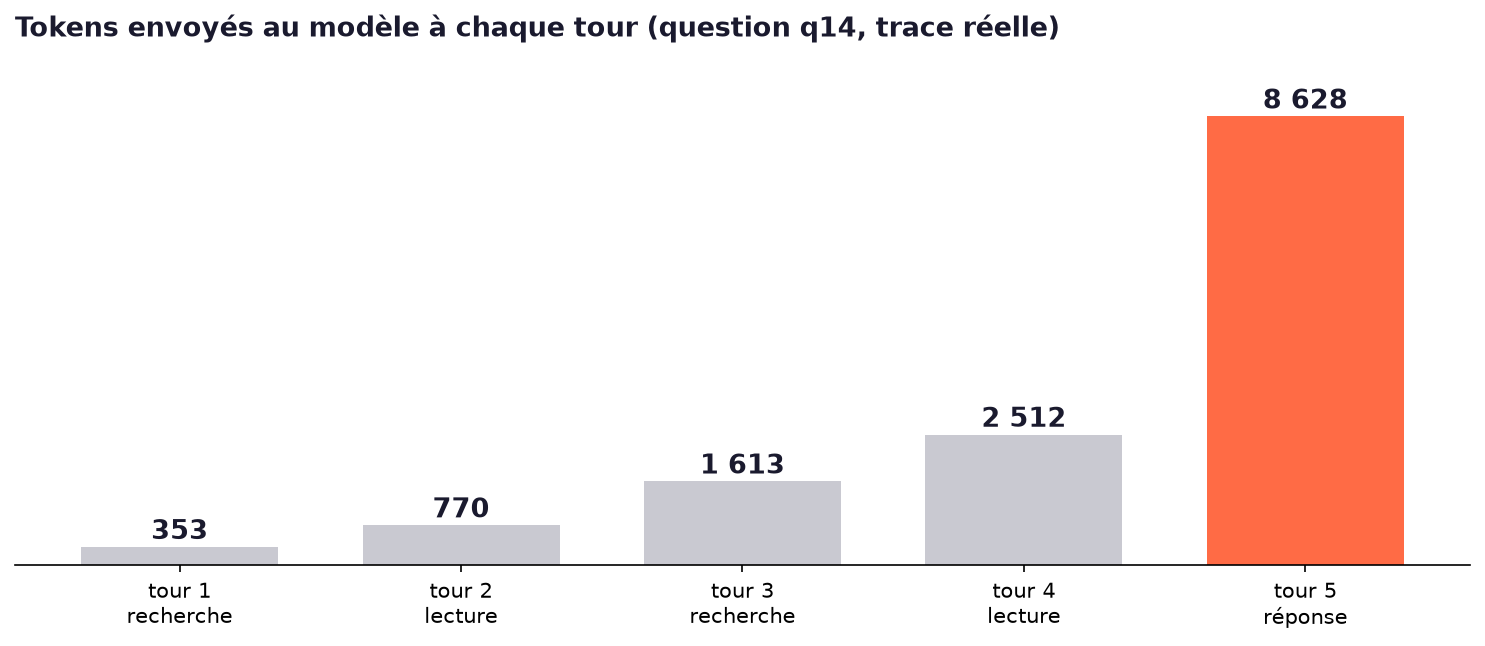 Tokens envoyés au modèle à chaque tour (question q14, trace réelle)
8 628
2 512
1 613
770
353
tour 1
recherche
tour 2
lecture
tour 3
recherche
tour 4
lecture
tour 5
réponse